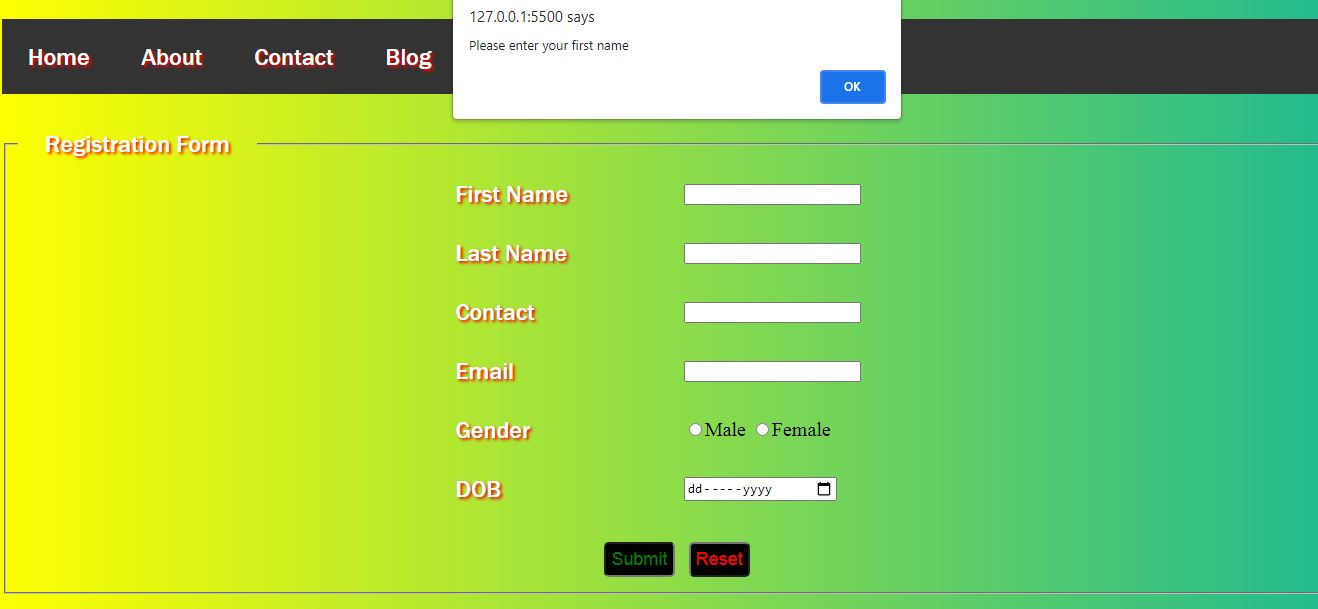 127.0.0.1:5500 says
Please enter your first name
OK
Home About Contact Blog
Registration Form
First Name
Last Name
Contact
Email
Gender Male Female
DOB dd-----yyyy
Submit Reset